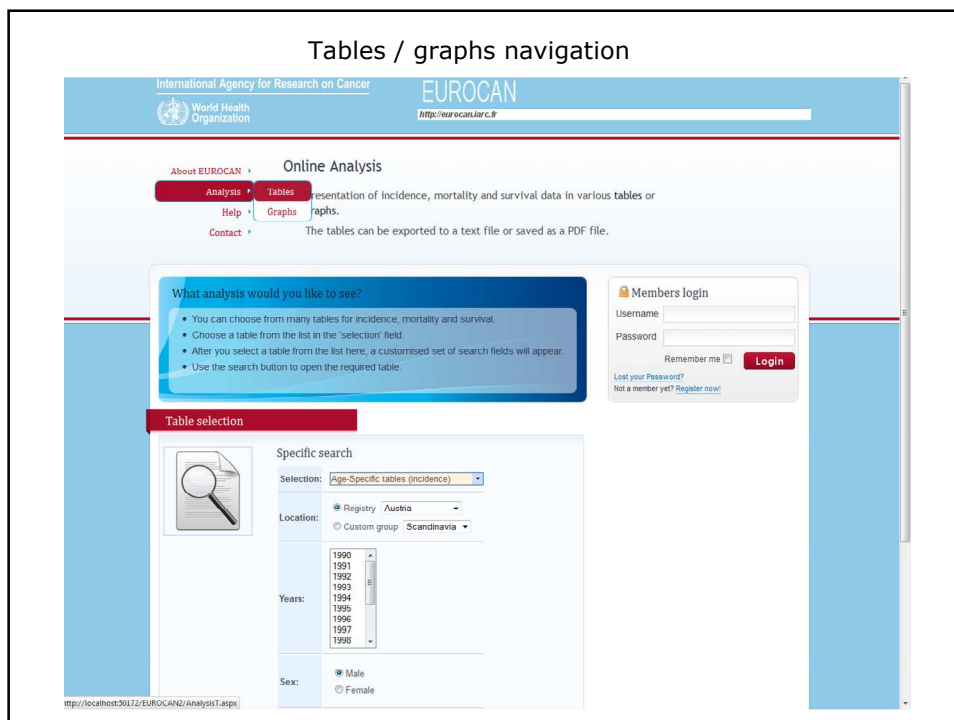 Tables / graphs navigation
International Agency for Research on Cancer
World Health
Organization
EUROCAN
http://eurocan.iarc.fr
About EUROCAN
Analysis
Help
Contact
Tables
Graphs
Online Analysis
resentation of incidence, mortality and survival data in various tables or
raphs.
The tables can be exported to a text file or saved as a PDF file.
What analysis would you like to see?
• You can choose from many tables for incidence, mortality and survival.
• Choose a table from the list in the 'selection' field.
• After you select a table from the list here, a customised set of search fields will appear.
• Use the search button to open the required table.
Members login
Username
Password
Remember me
Login
Lost your Password?
Not a member yet? Register now!
Table selection
Specific search
Selection: Age-Specific tables (incidence)
Location:
Registry Austria
Custom group Scandinavia
Years:
1990
1991
1992
1993
1994
1995
1996
1997
1998
Sex:
Male
Female
http://localhost:50172/EUROCAN2/AnalysisT.aspx